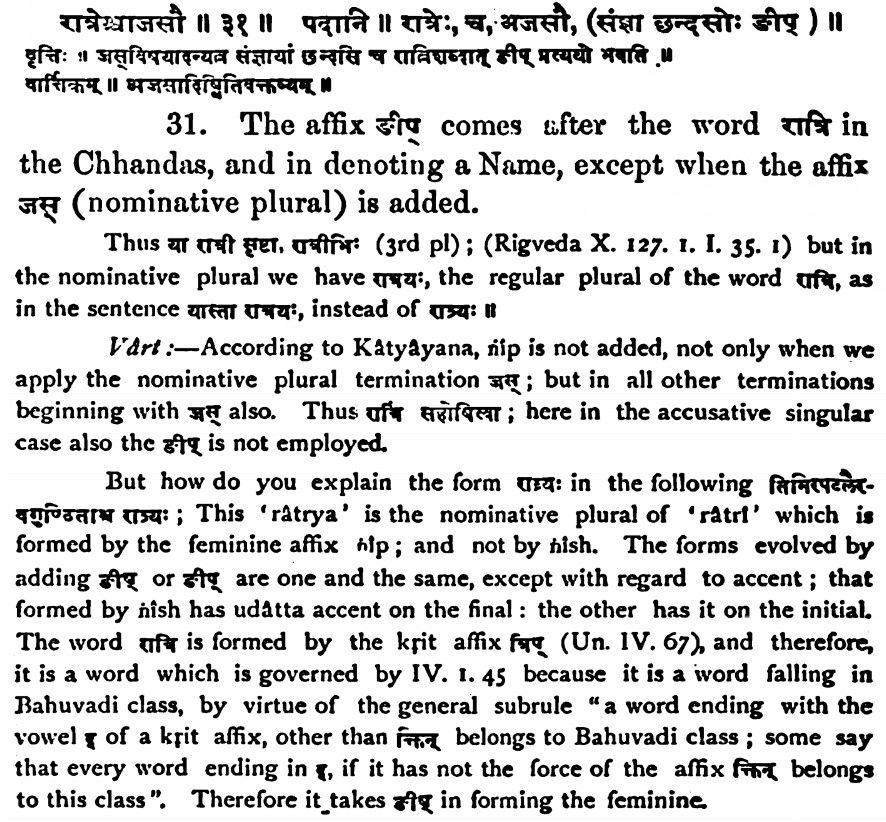 रात्रेश्चाजसौ ॥ ३१ ॥ पदानि ॥ रात्रेः, च, अजसौ, (संज्ञा छन्दसोः ङीप् ) ॥
वृत्तिः ॥ जस्विषयादन्यत्र संज्ञायां छन्दसि च रात्रिशब्दात् ङीप् प्रत्ययो भवति ॥
वार्त्तिकम् ॥ अजसादिष्वितिवक्तव्यम् ॥
31. The affix ङीप् comes after the word रात्रि in
the Chhandas, and in denoting a Name, except when the affix
जस् (nominative plural) is added.
Thus या रात्री सृष्टा, रात्रीभिः (3rd pl) ; (Rigveda X. 127. 1. I. 35. 1) but in
the nominative plural we have रात्रयः, the regular plural of the word रात्रि, as
in the sentence यास्ता रात्रयः, instead of रात्र्यः ॥
Vârt :—According to Kâtyâyana, ṅîp is not added, not only when we
apply the nominative plural termination जस् ; but in all other terminations
beginning with जस् also. Thus रात्रिं सहोषित्वा ; here in the accusative singular
case also the ङीप् is not employed.
But how do you explain the form रात्र्यः in the following तिमिरपटलैर-
वगुण्ठिताश्च रात्र्यः ; This 'râtrya' is the nominative plural of 'râtrî' which is
formed by the feminine affix ṅîp ; and not by ṅîsh. The forms evolved by
adding ङीप् or ङीष् are one and the same, except with regard to accent ; that
formed by ṅîsh has udâtta accent on the final : the other has it on the initial.
The word रात्रि is formed by the kṛit affix त्रिप् (Un. IV. 67), and therefore,
it is a word which is governed by IV. 1. 45 because it is a word falling in
Bahuvadi class, by virtue of the general subrule "a word ending with the
vowel इ of a kṛit affix, other than क्तिन् belongs to Bahuvadi class ; some say
that every word ending in इ, if it has not the force of the affix क्तिन् belongs
to this class". Therefore it takes ङीष् in forming the feminine.